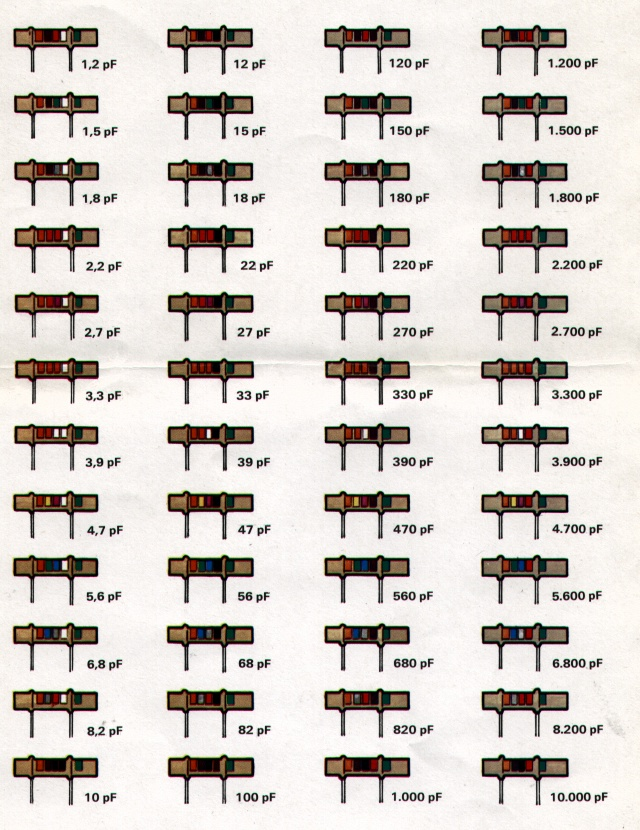 1,2 pF 12 pF 120 pF 1.200 pF
1,5 pF 15 pF 150 pF 1.500 pF
1,8 pF 18 pF 180 pF 1.800 pF
2,2 pF 22 pF 220 pF 2.200 pF
2,7 pF 27 pF 270 pF 2.700 pF
3,3 pF 33 pF 330 pF 3.300 pF
3,9 pF 39 pF 390 pF 3.900 pF
4,7 pF 47 pF 470 pF 4.700 pF
5,6 pF 56 pF 560 pF 5.600 pF
6,8 pF 68 pF 680 pF 6.800 pF
8,2 pF 82 pF 820 pF 8.200 pF
10 pF 100 pF 1.000 pF 10.000 pF